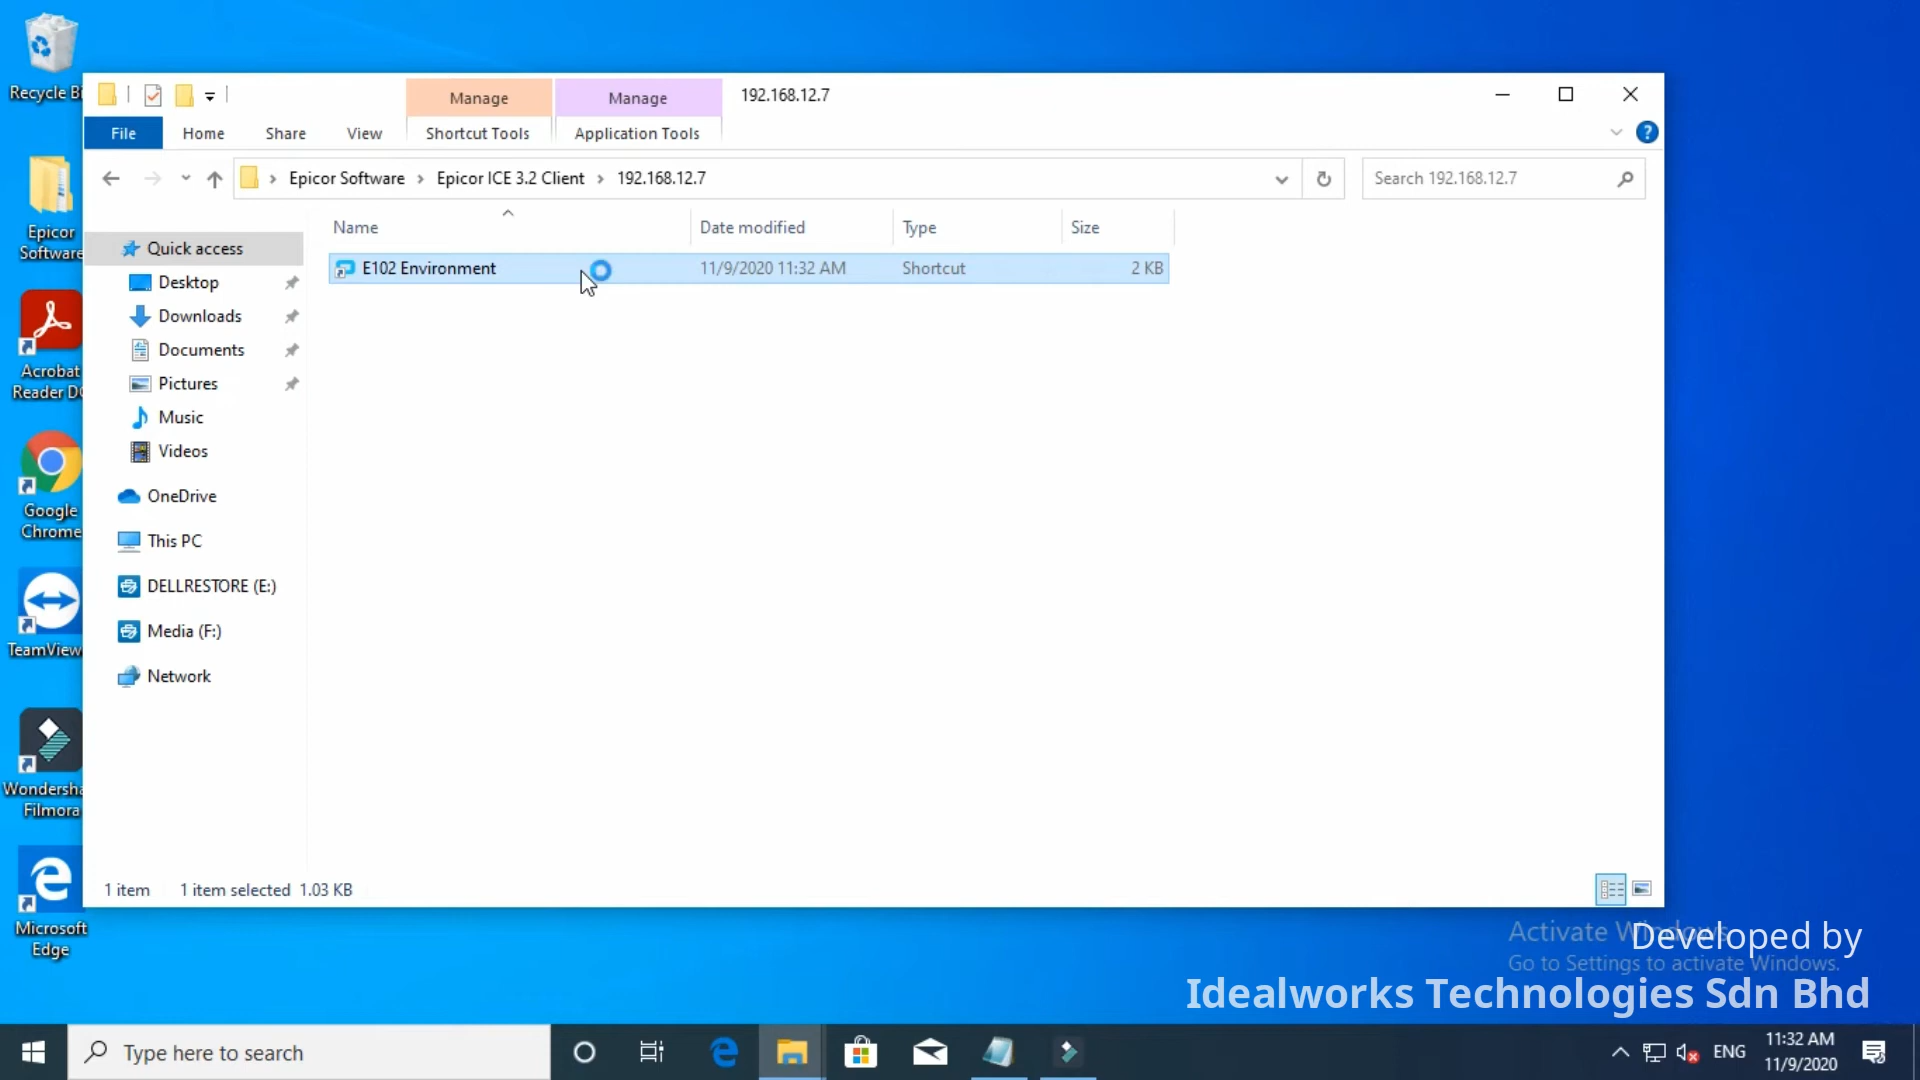 Recycle Bi
Epicor
Software
Acrobat
Reader DC
Google
Chrome
TeamView
Wondersha
Filmora
Microsoft
Edge
Manage
Manage
192.168.12.7
File
Home
Share
View
Shortcut Tools
Application Tools
?
Epicor Software > Epicor ICE 3.2 Client > 192.168.12.7
Search 192.168.12.7
Name
Date modified
Type
Size
E102 Environment
11/9/2020 11:32 AM
Shortcut
2 KB
Quick access
Desktop
Downloads
Documents
Pictures
Music
Videos
OneDrive
This PC
DELLRESTORE (E:)
Media (F:)
Network
1 item
1 item selected 1.03 KB
Activate Windows
Go to Settings to activate Windows.
Developed by
Idealworks Technologies Sdn Bhd
Type here to search
ENG
11:32 AM
11/9/2020